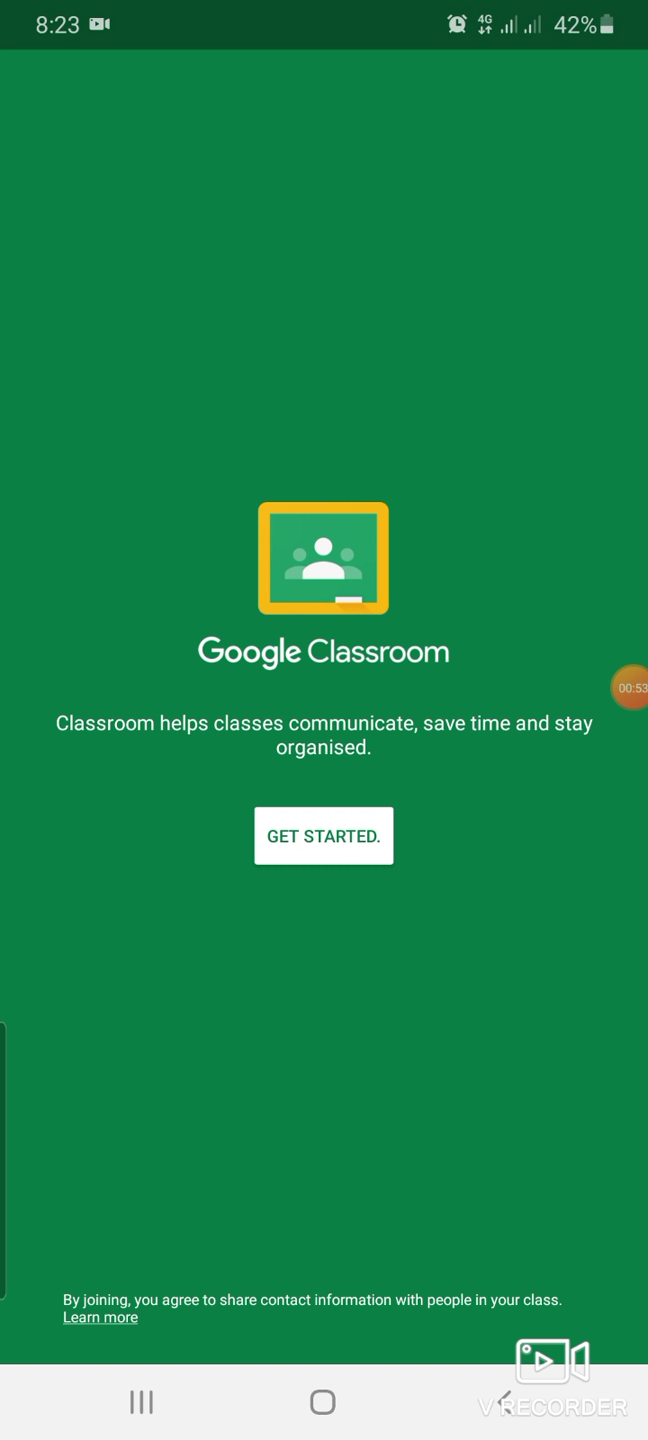 8:23
4G 42%
Google Classroom
00:53
Classroom helps classes communicate, save time and stay
organised.
GET STARTED.
By joining, you agree to share contact information with people in your class.
Learn more
V RECORDER